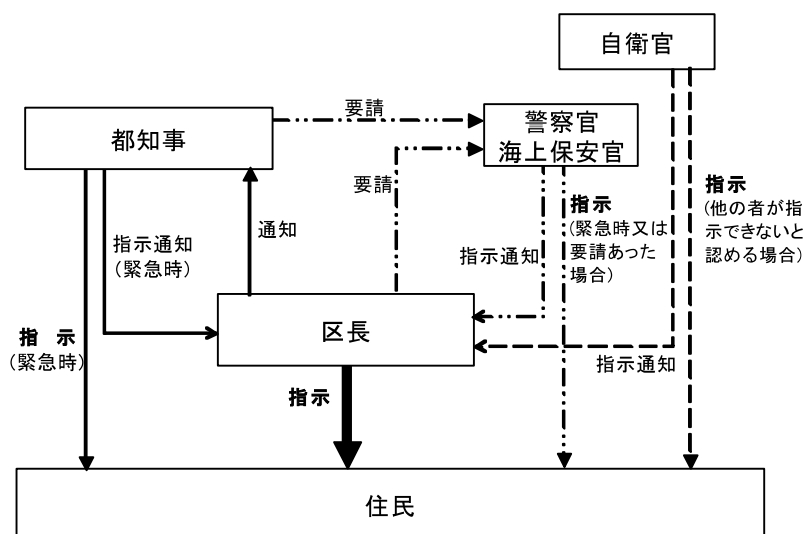 自衛官
都知事
要請
警察官
海上保安官
要請
指示
(緊急時又は
要請あった
場合)
指示
(他の者が指
示できないと
認める場合)
指示通知
(緊急時)
通知
指示通知
区長
指　示
(緊急時)
指示通知
指示
住民